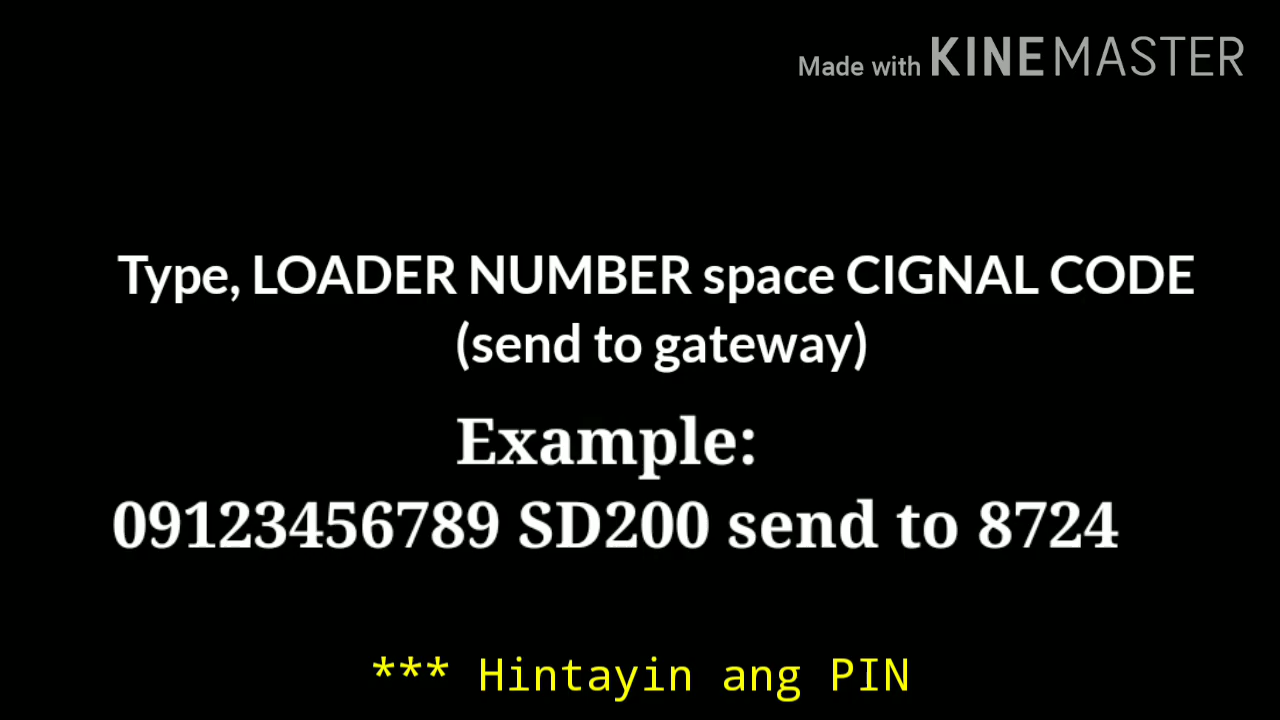 Made with KINEMASTER
Type, LOADER NUMBER space CIGNAL CODE
(send to gateway)
Example:
09123456789 SD200 send to 8724
*** Hintayin ang PIN